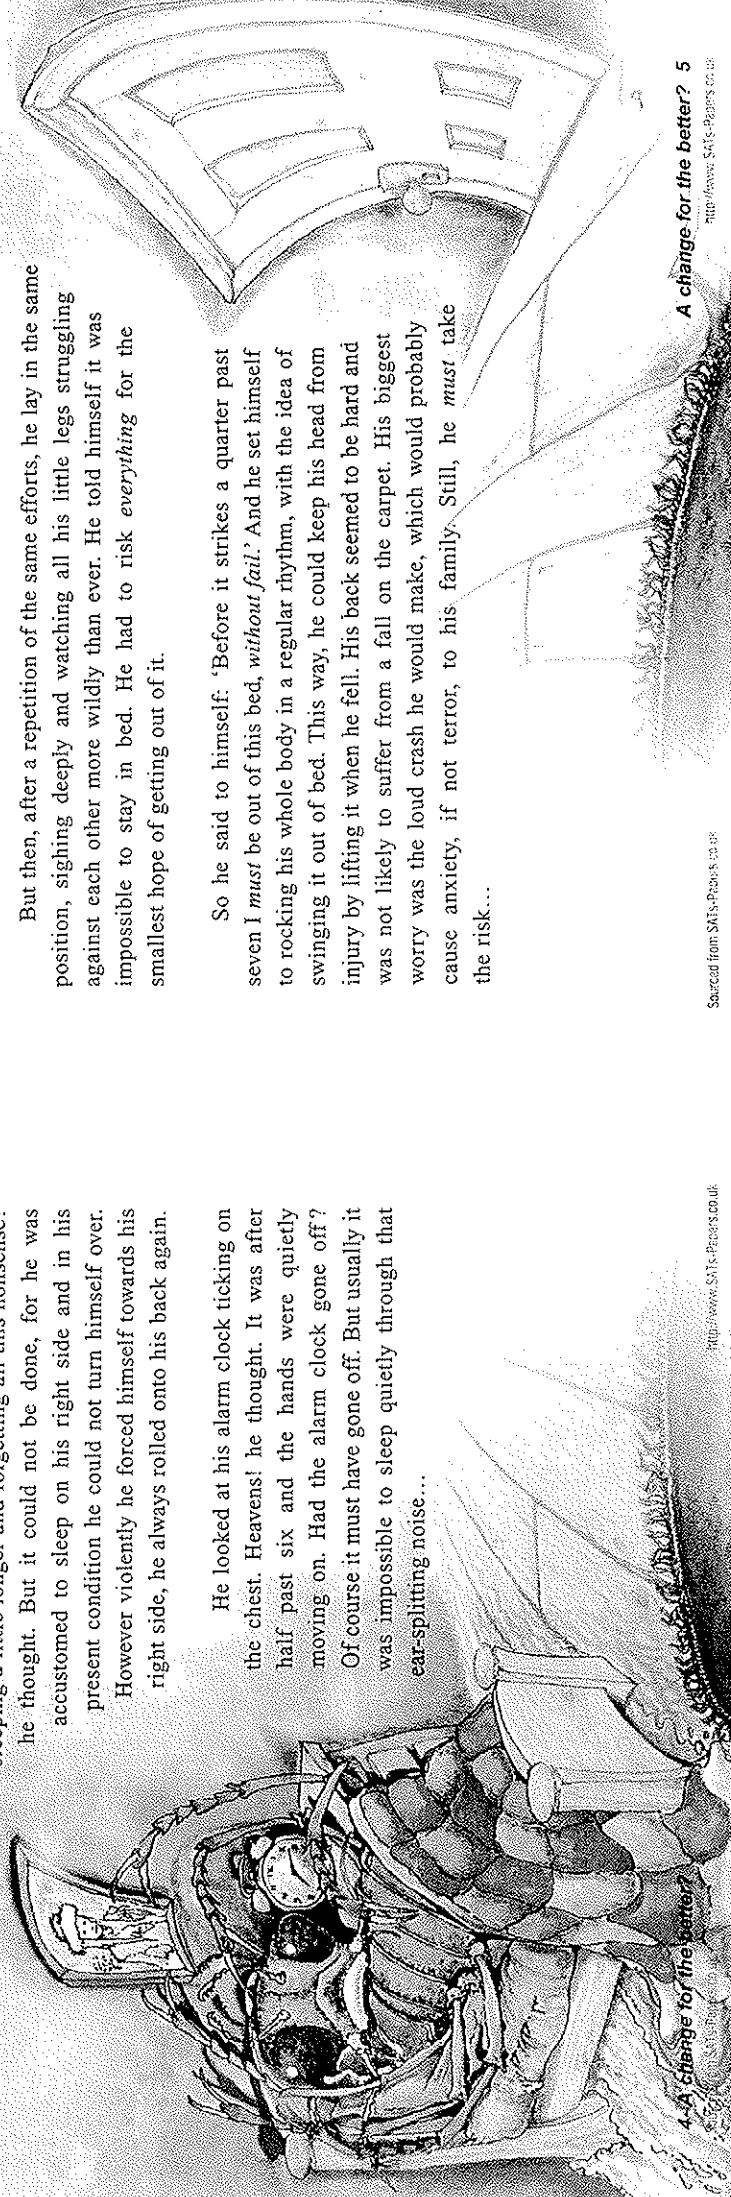 he thought. But it could not be done, for he was
accustomed to sleep on his right side and in his
present condition he could not turn himself over.
However violently he forced himself towards his
right side, he always rolled onto his back again.
He looked at his alarm clock ticking on
the chest. Heavens! he thought. It was after
half past six and the hands were quietly
moving on. Had the alarm clock gone off?
Of course it must have gone off. But usually it
was impossible to sleep quietly through that
ear-splitting noise...
4 A change for the better?
http://www.SATs-Papers.co.uk
But then, after a repetition of the same efforts, he lay in the same
position, sighing deeply and watching all his little legs struggling
against each other more wildly than ever. He told himself it was
impossible to stay in bed. He had to risk everything for the
smallest hope of getting out of it.
So he said to himself: ‘Before it strikes a quarter past
seven I must be out of this bed, without fail.’ And he set himself
to rocking his whole body in a regular rhythm, with the idea of
swinging it out of bed. This way, he could keep his head from
injury by lifting it when he fell. His back seemed to be hard and
was not likely to suffer from a fall on the carpet. His biggest
worry was the loud crash he would make, which would probably
cause anxiety, if not terror, to his family. Still, he must take
the risk...
Sourced from SATs-Papers.co.uk
A change for the better? 5
http://www.SATs-Papers.co.uk